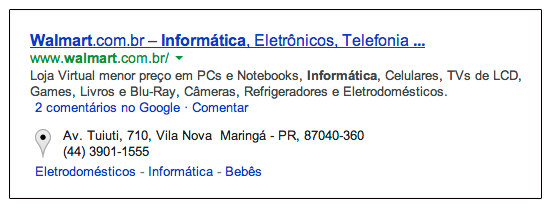 Walmart.com.br – Informática, Eletrônicos, Telefonia ...
www.walmart.com.br/
Loja Virtual menor preço em PCs e Notebooks, Informática, Celulares, TVs de LCD,
Games, Livros e Blu-Ray, Câmeras, Refrigeradores e Eletrodomésticos.
2 comentários no Google · Comentar
Av. Tuiuti, 710, Vila Nova Maringá - PR, 87040-360
(44) 3901-1555
Eletrodomésticos - Informática - Bebês